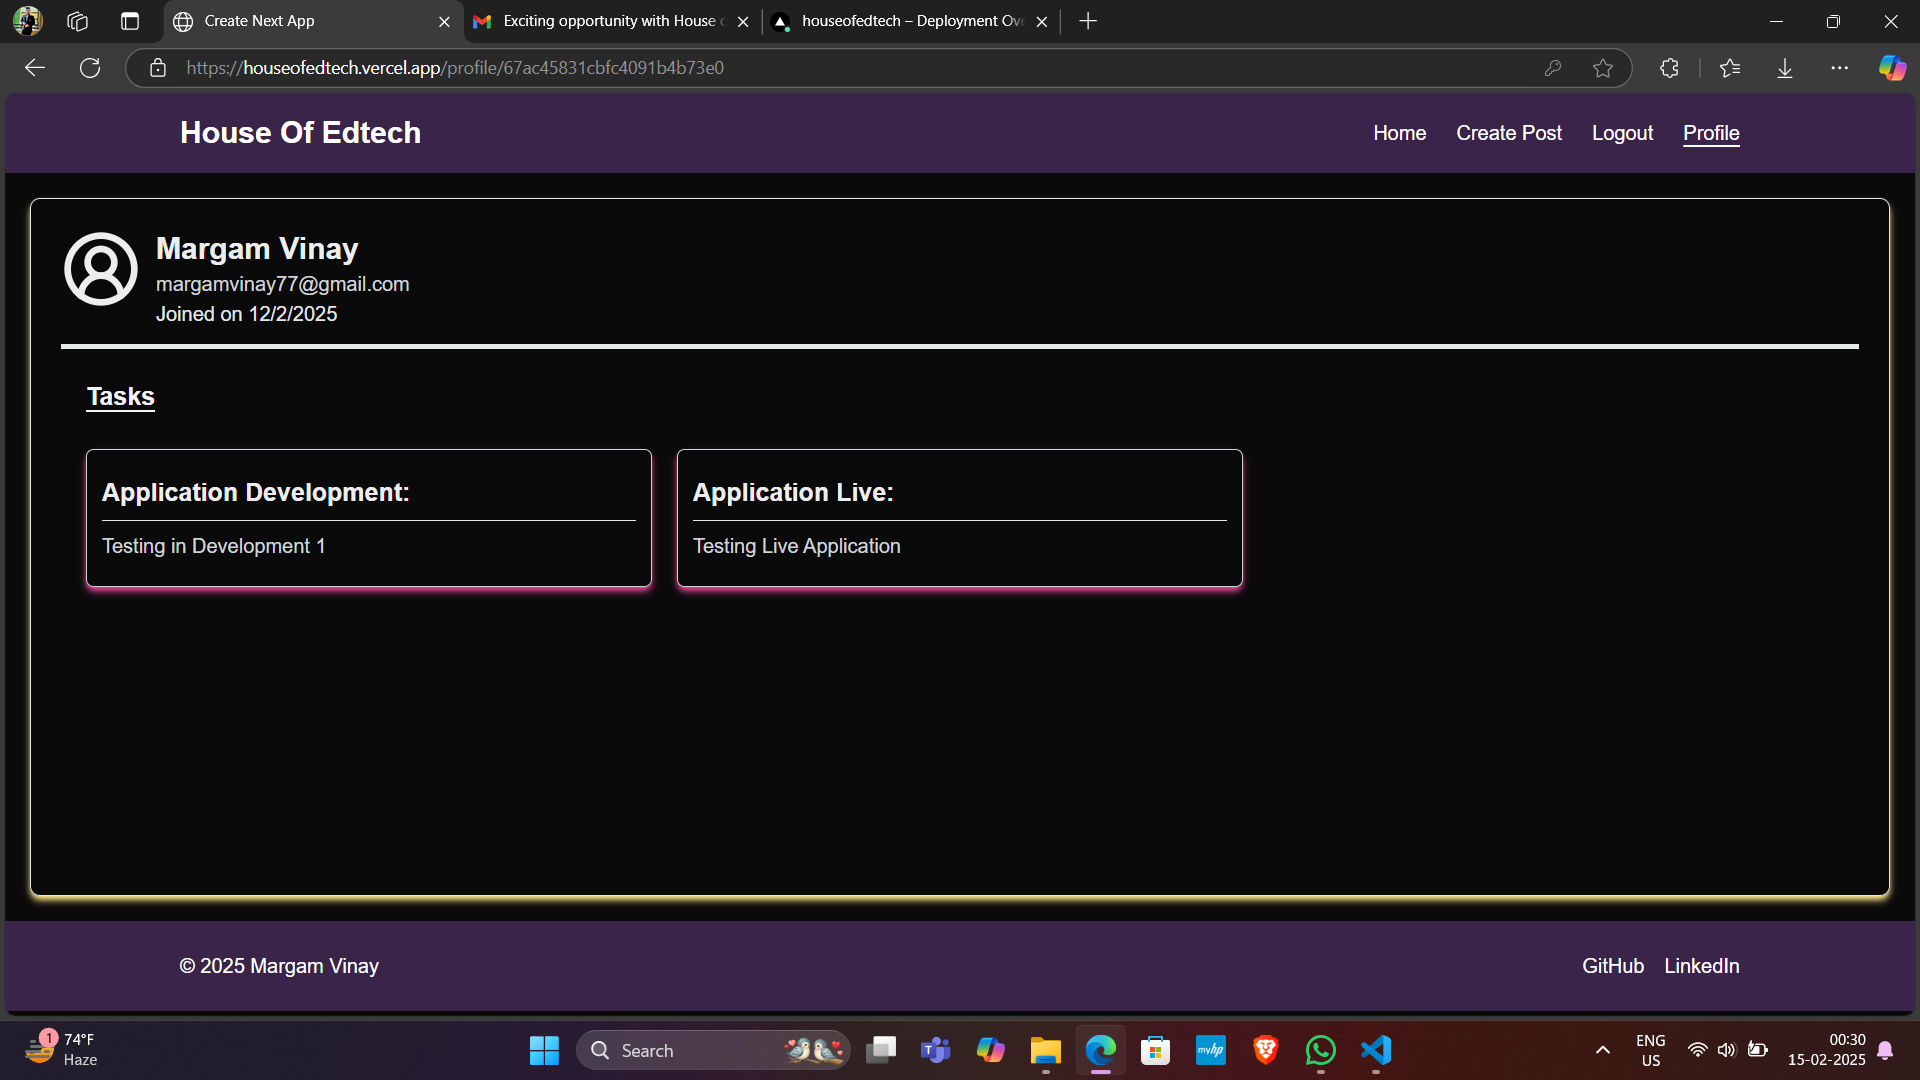 Create Next App
Exciting opportunity with House o
houseofedtech – Deployment Ov
https://houseofedtech.vercel.app/profile/67ac45831cbfc4091b4b73e0
House Of Edtech
Home
Create Post
Logout
Profile
Margam Vinay
margamvinay77@gmail.com
Joined on 12/2/2025
Tasks
Application Development:
Testing in Development 1
Application Live:
Testing Live Application
© 2025 Margam Vinay
GitHub
LinkedIn
1
74°F
Haze
Search
T
myhp
ENG
US
00:30
15-02-2025